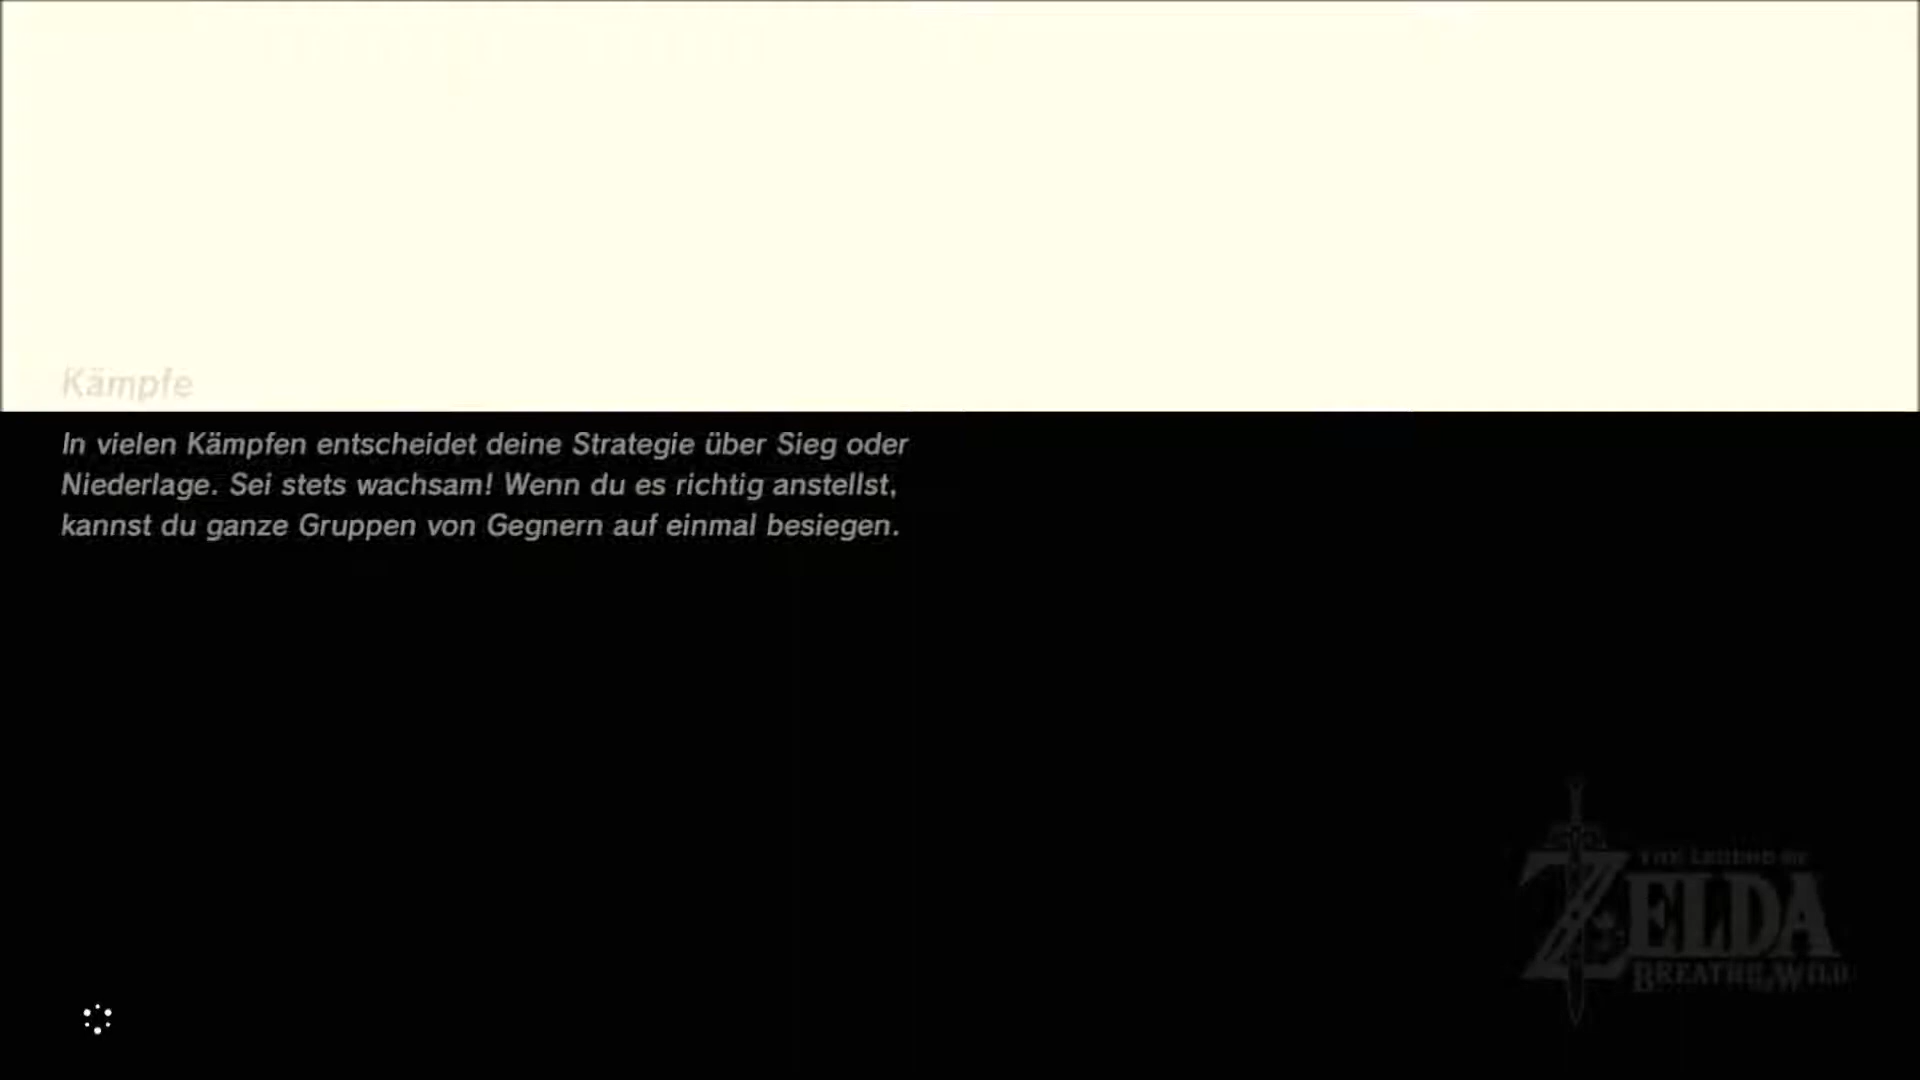 Kämpfe
In vielen Kämpfen entscheidet deine Strategie über Sieg oder
Niederlage. Sei stets wachsam! Wenn du es richtig anstellst,
kannst du ganze Gruppen von Gegnern auf einmal besiegen.
THE LEGEND OF
ZELDA
BREATH OF THE WILD